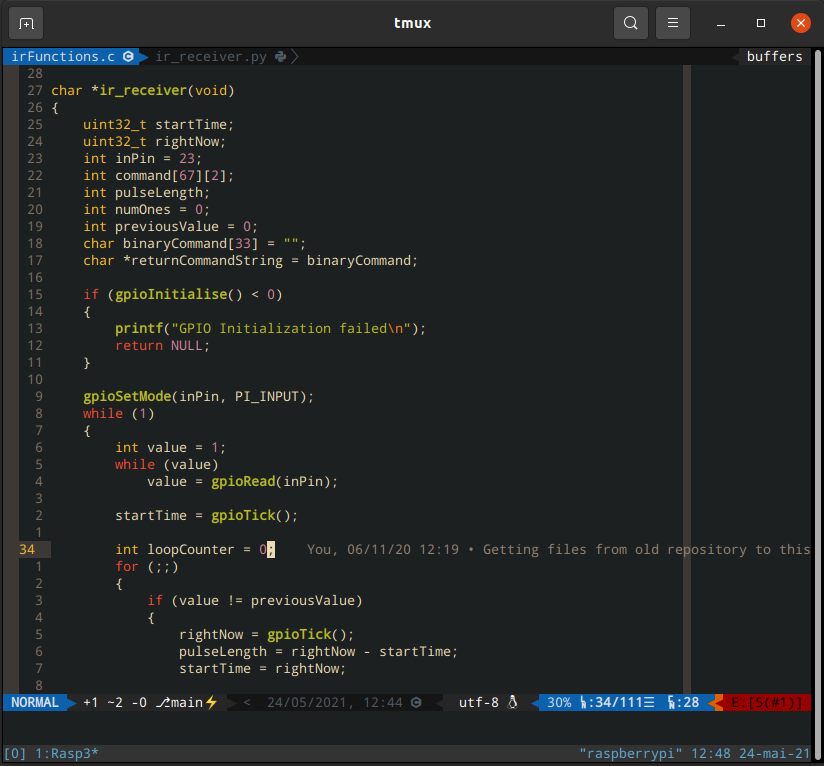 tmux
irFunctions.c ir_receiver.py buffers
28
27 char *ir_receiver(void)
26 {
25     uint32_t startTime;
24     uint32_t rightNow;
23     int inPin = 23;
22     int command[67][2];
21     int pulseLength;
20     int numOnes = 0;
19     int previousValue = 0;
18     char binaryCommand[33] = "";
17     char *returnCommandString = binaryCommand;
16
15     if (gpioInitialise() < 0)
14     {
13         printf("GPIO Initialization failed\n");
12         return NULL;
11     }
10
9     gpioSetMode(inPin, PI_INPUT);
8     while (1)
7     {
6         int value = 1;
5         while (value)
4             value = gpioRead(inPin);
3
2         startTime = gpioTick();
1
34         int loopCounter = 0;    You, 06/11/20 12:19 • Getting files from old repository to this
1         for (;;)
2         {
3             if (value != previousValue)
4             {
5                 rightNow = gpioTick();
6                 pulseLength = rightNow - startTime;
7                 startTime = rightNow;
8
NORMAL +1 ~2 -0 main⚡ < 24/05/2021, 12:44 utf-8 30% :34/111☰ :28 E:[5(#1)]
[0] 1:Rasp3* "raspberrypi" 12:48 24-mai-21